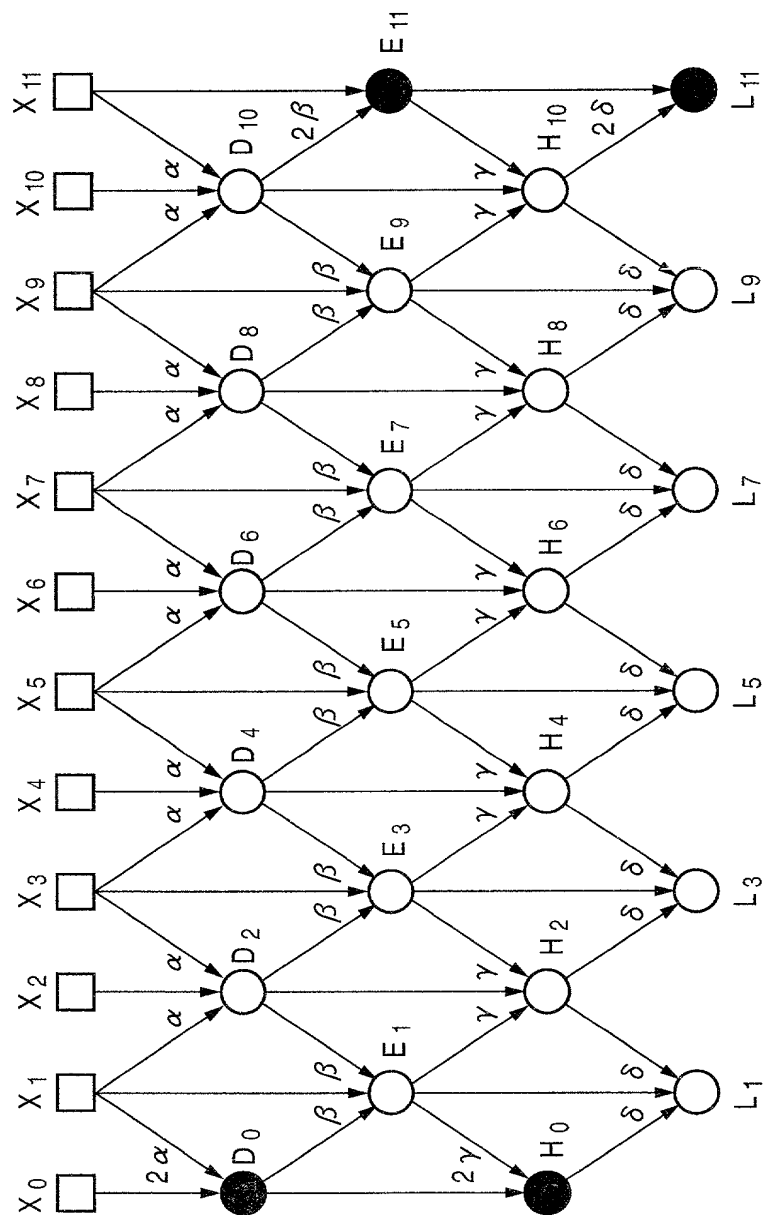 X0 X1 X2 X3 X4 X5 X6 X7 X8 X9 X10 X11
2α α α α α α α α α α α
D0 D2 D4 D6 D8 D10
β β β β β β β β β β 2β
E1 E3 E5 E7 E9 E11
2γ γ γ γ γ γ γ γ γ γ γ
H0 H2 H4 H6 H8 H10
δ δ δ δ δ δ δ δ δ δ 2δ
L1 L3 L5 L7 L9 L11